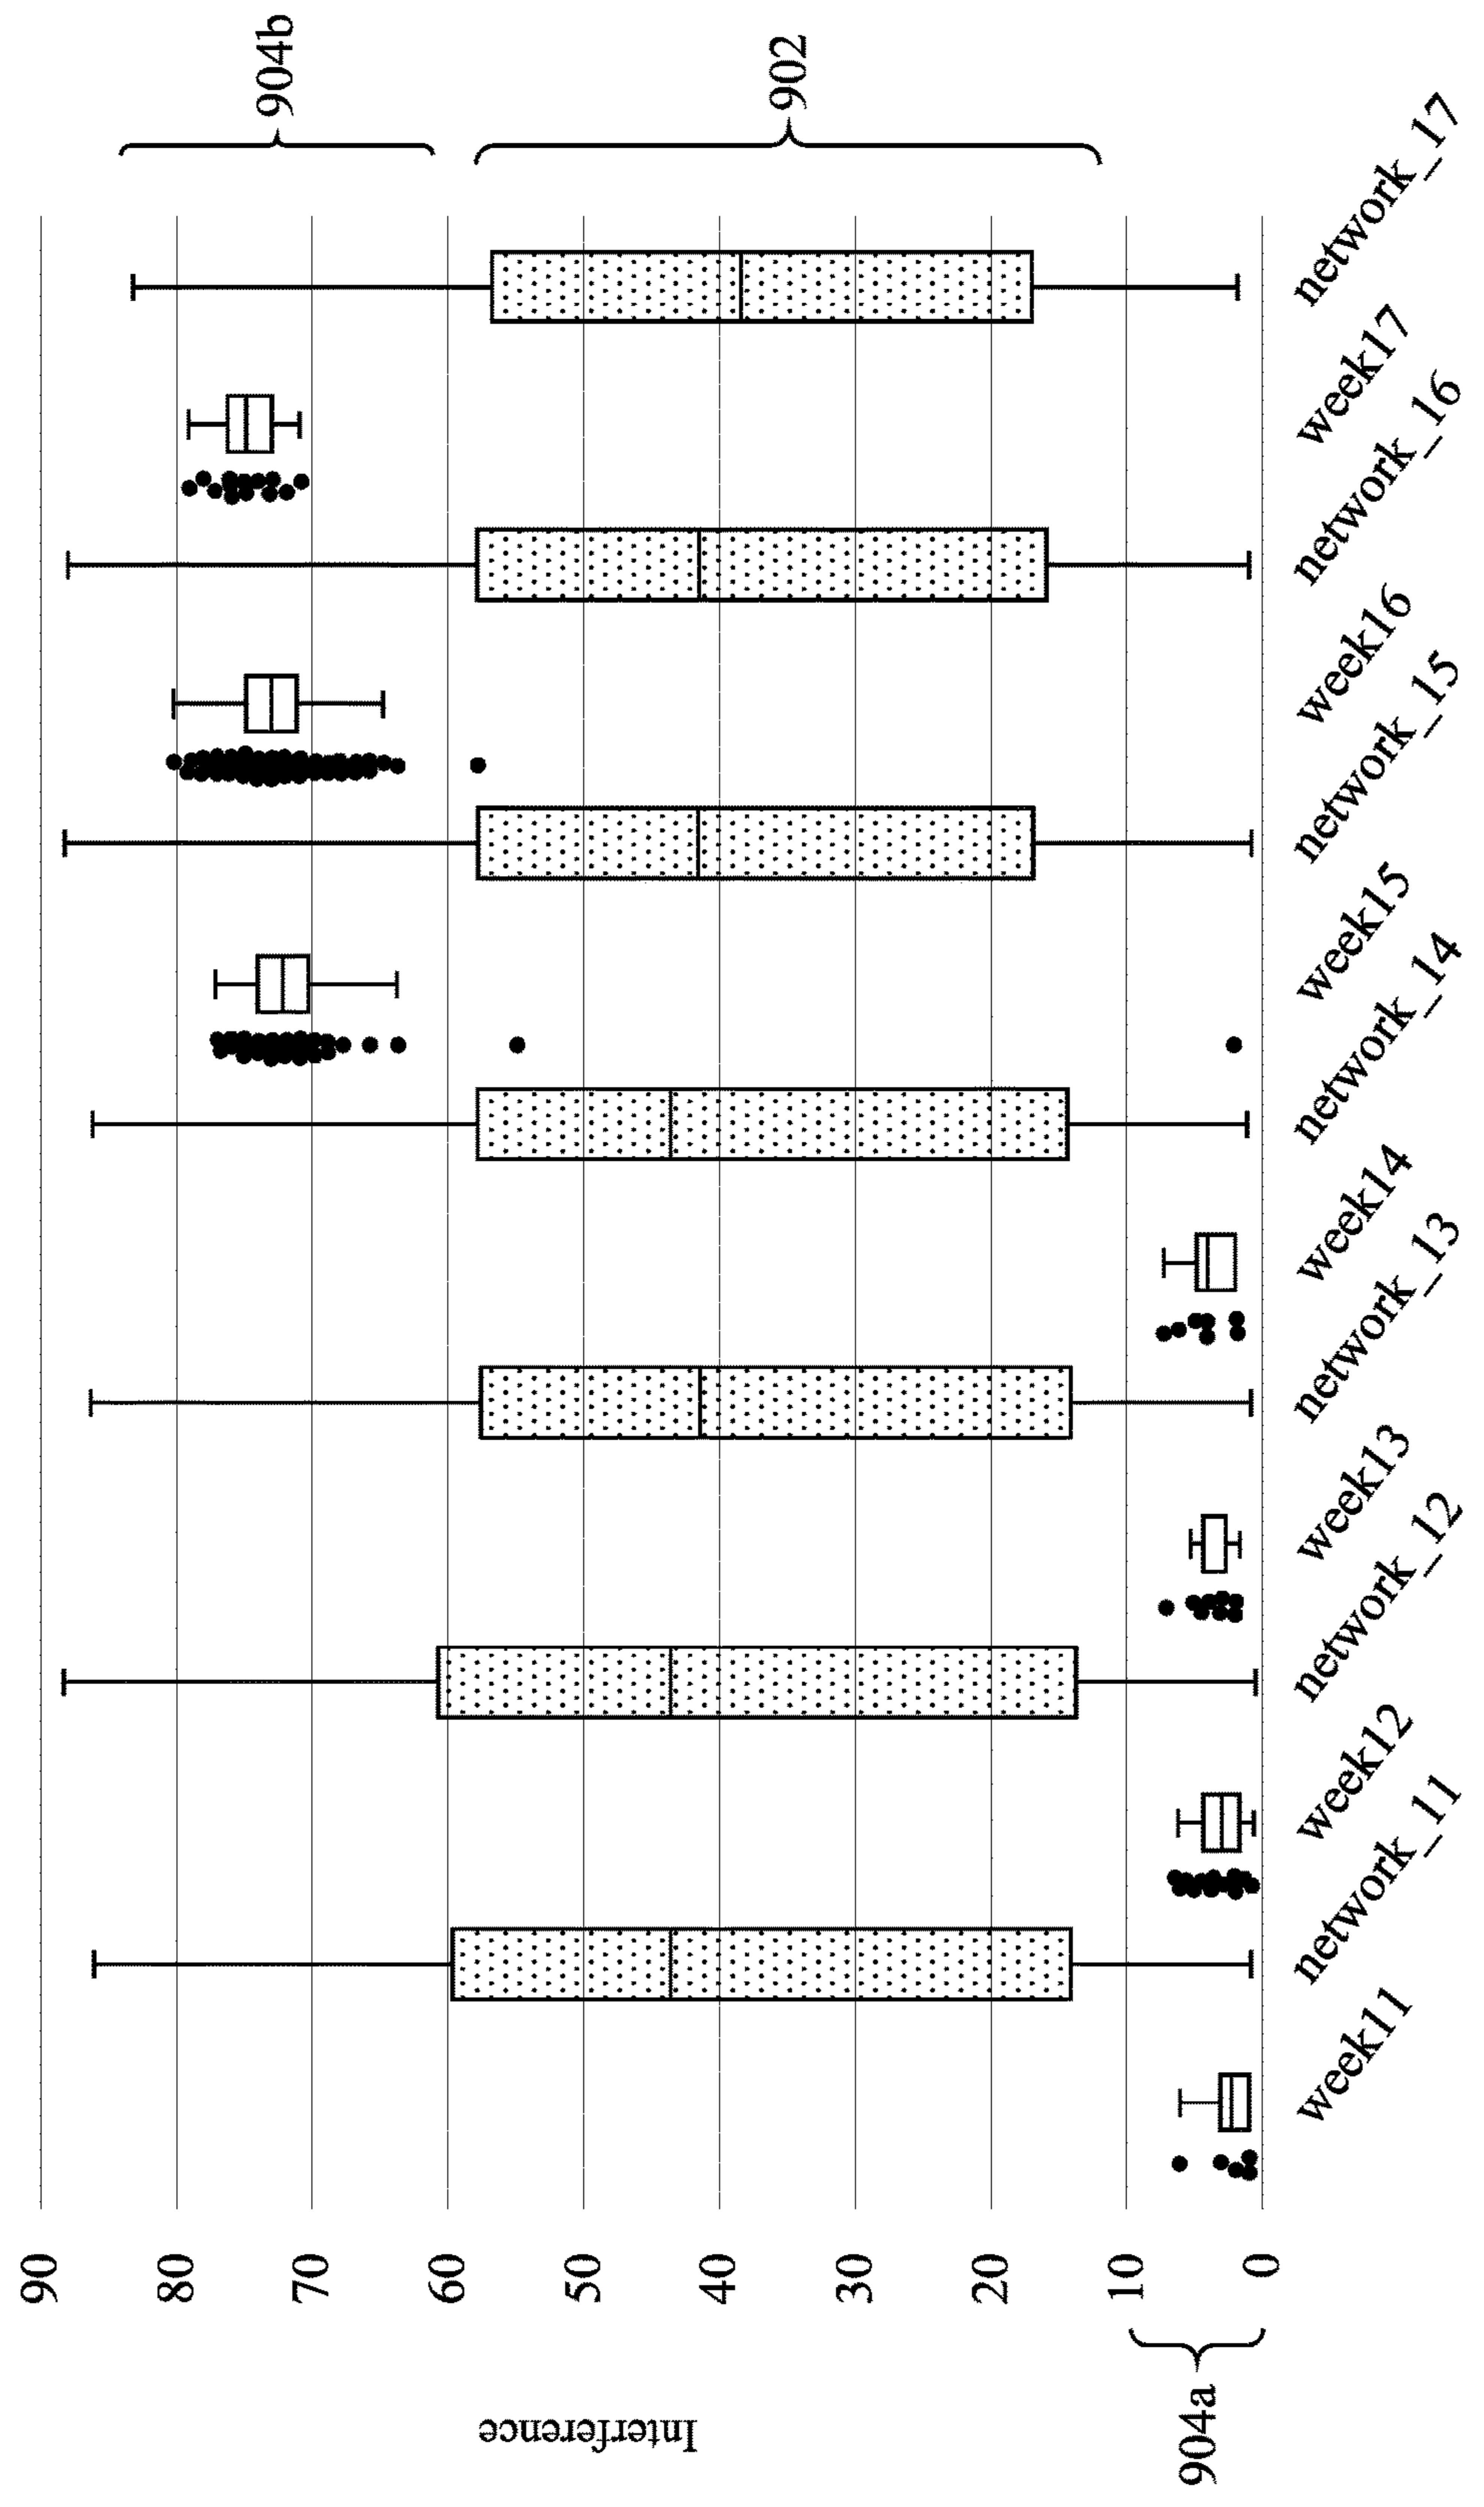 904b
902
90
80
70
60
50
40
30
20
10
0
Interference
904a
week11
network_11
week12
network_12
week13
network_13
week14
network_14
week15
network_15
week16
network_16
week17
network_17